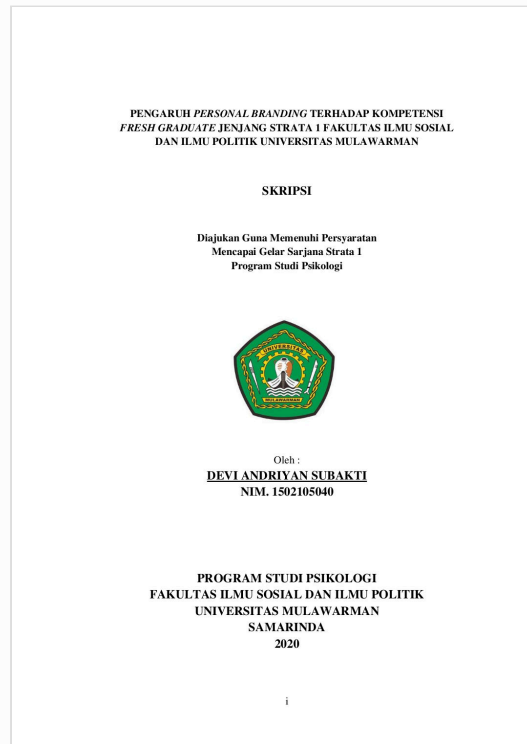 PENGARUH PERSONAL BRANDING TERHADAP KOMPETENSI
FRESH GRADUATE JENJANG STRATA 1 FAKULTAS ILMU SOSIAL
DAN ILMU POLITIK UNIVERSITAS MULAWARMAN
SKRIPSI
Diajukan Guna Memenuhi Persyaratan
Mencapai Gelar Sarjana Strata 1
Program Studi Psikologi
UNIVERSITAS
MULAWARMAN
Oleh :
DEVI ANDRIYAN SUBAKTI
NIM. 1502105040
PROGRAM STUDI PSIKOLOGI
FAKULTAS ILMU SOSIAL DAN ILMU POLITIK
UNIVERSITAS MULAWARMAN
SAMARINDA
2020
i